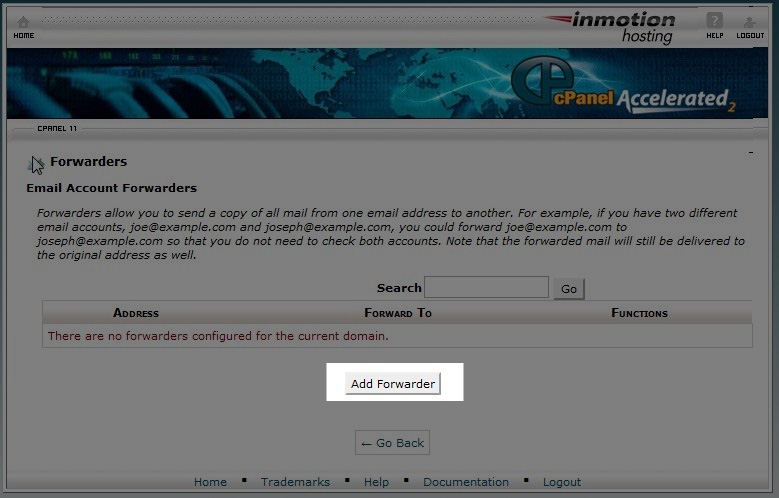 HOME
inmotion
hosting
HELP
LOGOUT
cPanel Accelerated2
CPANEL 11
Forwarders
Email Account Forwarders
Forwarders allow you to send a copy of all mail from one email address to another. For example, if you have two different
email accounts, joe@example.com and joseph@example.com, you could forward joe@example.com to
joseph@example.com so that you do not need to check both accounts. Note that the forwarded mail will still be delivered to
the original address as well.
Search Go
ADDRESS FORWARD TO FUNCTIONS
There are no forwarders configured for the current domain.
Add Forwarder
← Go Back
Home ▪ Trademarks ▪ Help ▪ Documentation ▪ Logout